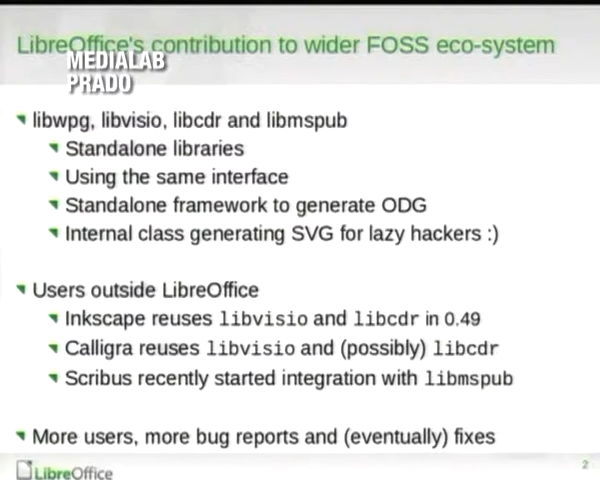 LibreOffice's contribution to wider FOSS eco-system
MEDIALAB
PRADO
libwpg, libvisio, libcdr and libmspub
Standalone libraries
Using the same interface
Standalone framework to generate ODG
Internal class generating SVG for lazy hackers :)
Users outside LibreOffice
Inkscape reuses libvisio and libcdr in 0.49
Calligra reuses libvisio and (possibly) libcdr
Scribus recently started integration with libmspub
More users, more bug reports and (eventually) fixes
LibreOffice
2